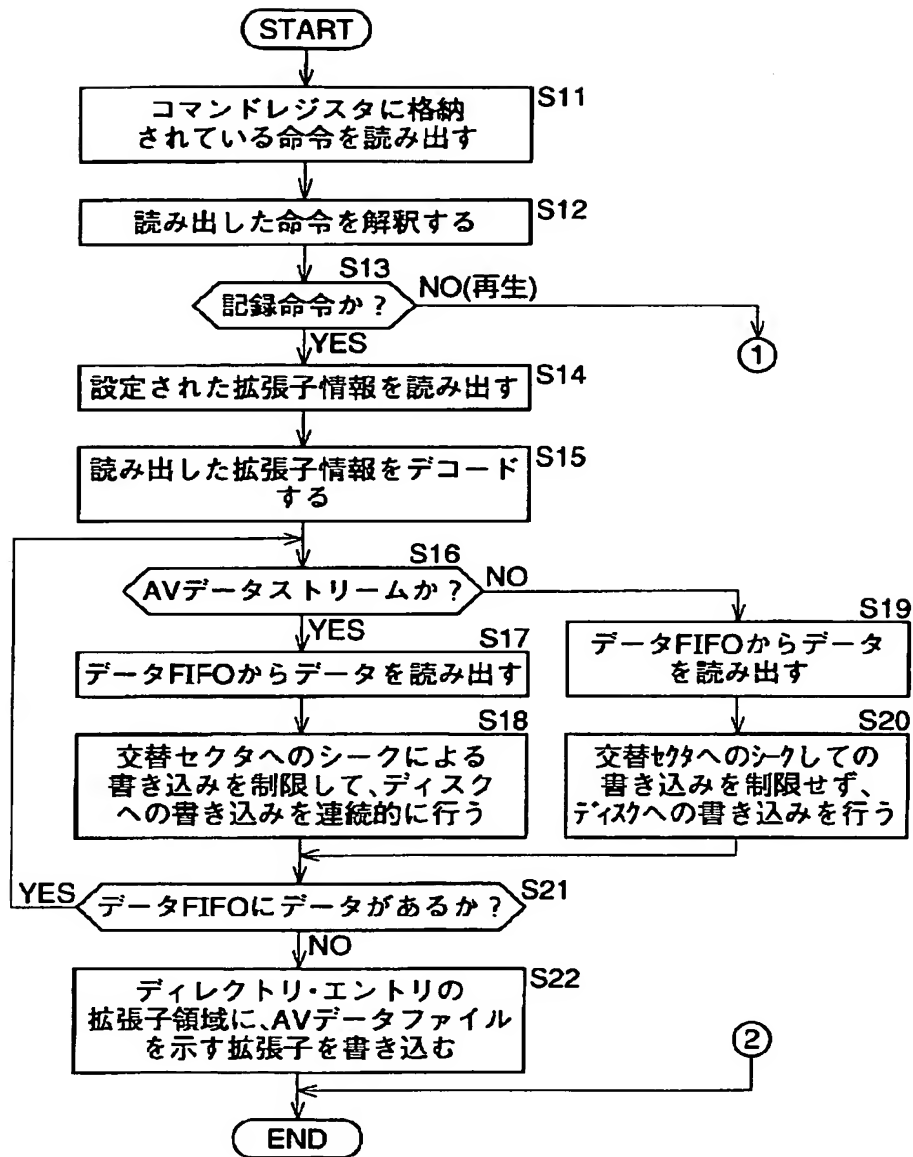 START
コマンドレジスタに格納
されている命令を読み出す
S11
読み出した命令を解釈する
S12
S13
記録命令か?
NO(再生)
YES
①
設定された拡張子情報を読み出す
S14
読み出した拡張子情報をデコード
する
S15
S16
AVデータストリームか?
NO
YES
S17
データFIFOからデータを読み出す
S19
データFIFOからデータ
を読み出す
S18
交替セクタへのシークによる
書き込みを制限して、ディスク
への書き込みを連続的に行う
S20
交替セクタへのシークしての
書き込みを制限せず、
ディスクへの書き込みを行う
YES
データFIFOにデータがあるか?
S21
NO
ディレクトリ・エントリの
拡張子領域に、AVデータファイル
を示す拡張子を書き込む
S22
②
END